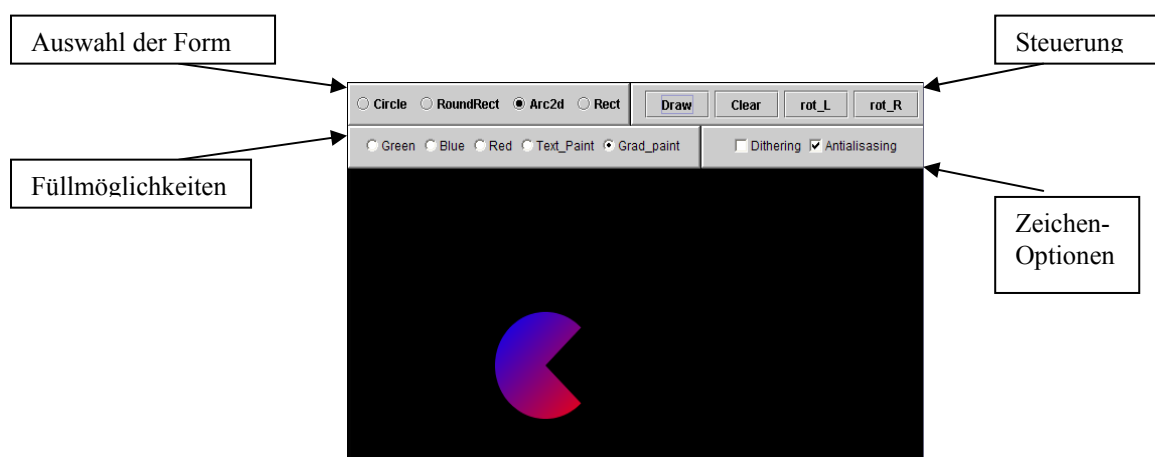 Auswahl der Form
Steuerung
Circle RoundRect Arc2d Rect Draw Clear rot_L rot_R
Green Blue Red Text_Paint Grad_paint Dithering Antialisasing
Füllmöglichkeiten
Zeichen-
Optionen